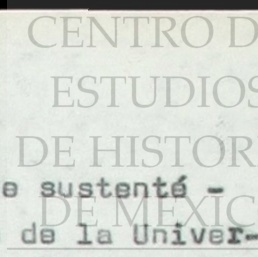 CENTRO D
ESTUDIOS
DE HISTOR
e sustenté -
DE MEXIC
de la Univer-